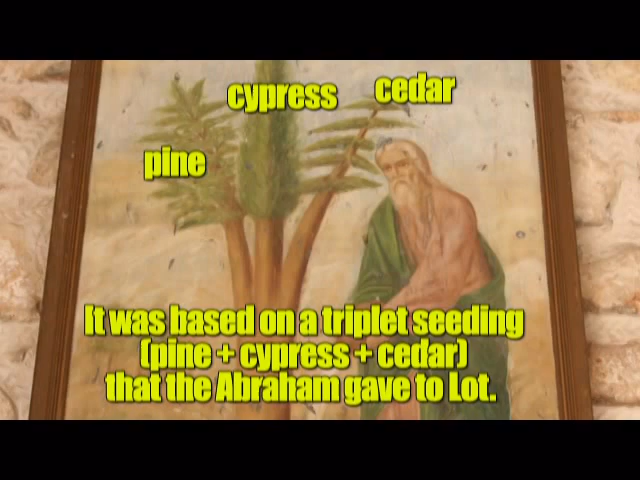 cypress cedar
pine
It was based on a triplet seeding
(pine + cypress + cedar)
that the Abraham gave to Lot.